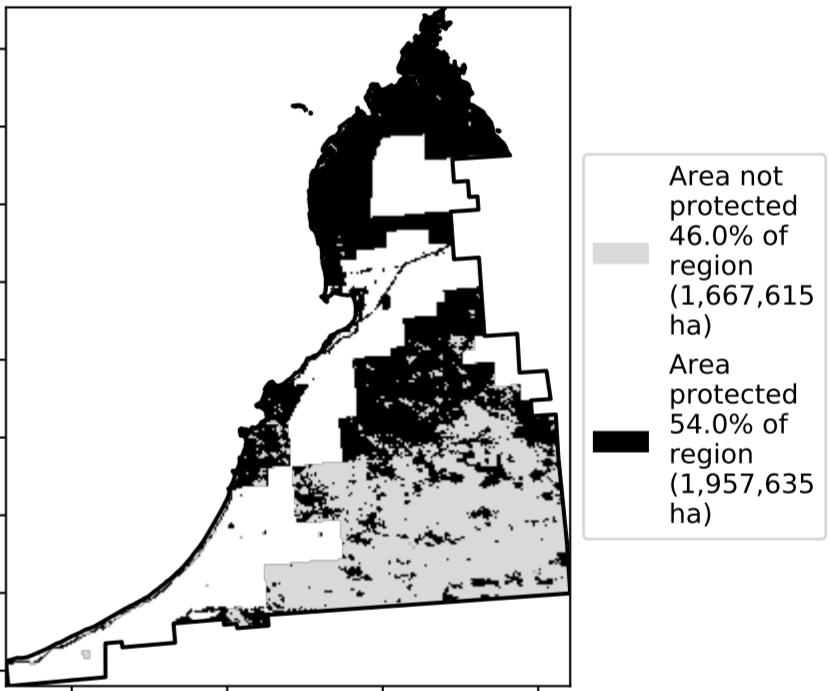 Area not
protected
46.0% of
region
(1,667,615
ha)
Area
protected
54.0% of
region
(1,957,635
ha)